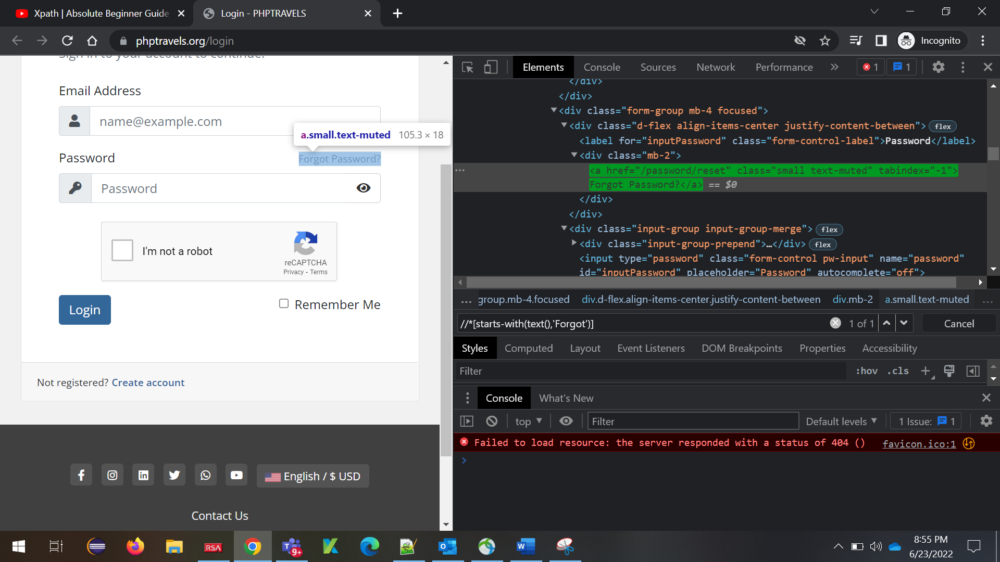 Xpath | Absolute Beginner Guide
Login - PHPTRAVELS
phptravels.org/login
Incognito
Sign in to your account to continue.
Email Address
name@example.com
a.small.text-muted 105.3 × 18
Password
Forgot Password?
Password
I'm not a robot
reCAPTCHA
Privacy - Terms
Login
Remember Me
Not registered? Create account
English / $ USD
Contact Us
Elements Console Sources Network Performance » 1 1
</div>
</div>
<div class="form-group mb-4 focused">
<div class="d-flex align-items-center justify-content-between"> flex
<label for="inputPassword" class="form-control-label">Password</label>
<div class="mb-2">
<a href="/password/reset" class="small text-muted" tabindex="-1">
Forgot Password?</a> == $0
</div>
</div>
<div class="input-group input-group-merge"> flex
<div class="input-group-prepend">…</div> flex
<input type="password" class="form-control pw-input" name="password"
id="inputPassword" placeholder="Password" autocomplete="off">
... group.mb-4.focused div.d-flex.align-items-center.justify-content-between div.mb-2 a.small.text-muted ...
//*[starts-with(text(),'Forgot')] 1 of 1 Cancel
Styles Computed Layout Event Listeners DOM Breakpoints Properties Accessibility
Filter :hov .cls
Console What's New
top Filter Default levels 1 Issue: 1
Failed to load resource: the server responded with a status of 404 () favicon.ico:1
RSA
T 9+
8:55 PM
6/23/2022